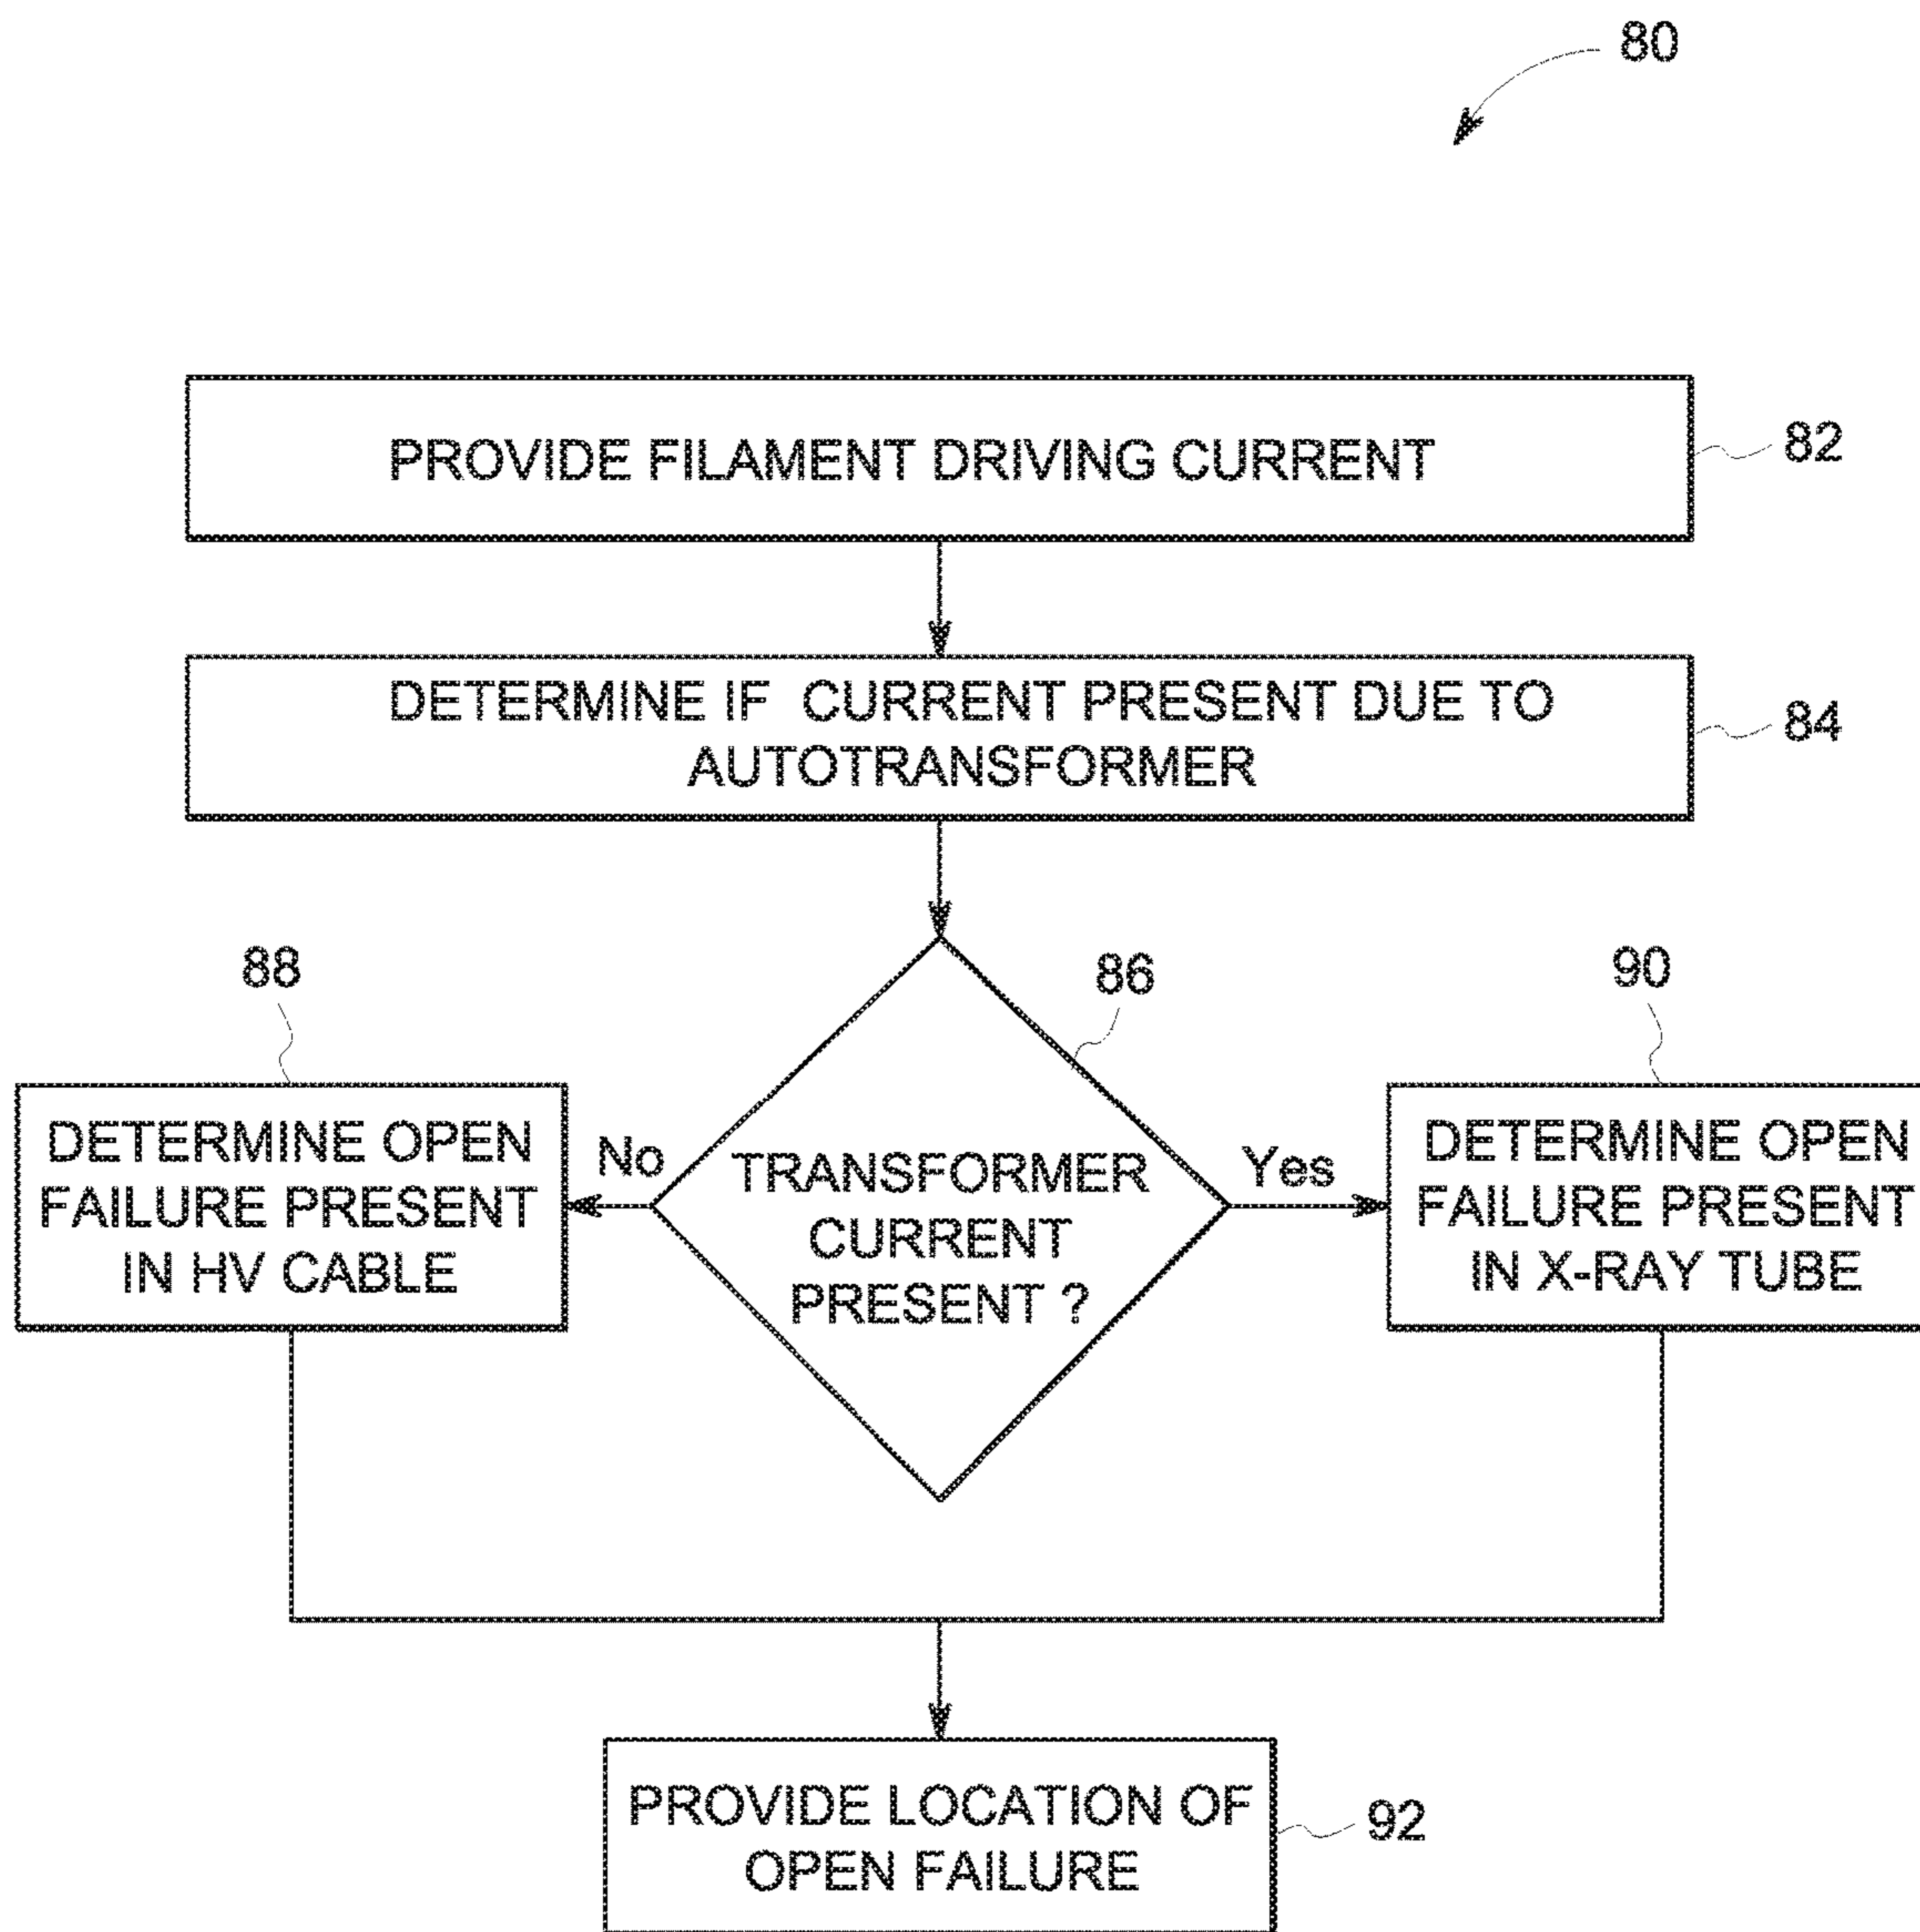 80
PROVIDE FILAMENT DRIVING CURRENT
82
DETERMINE IF CURRENT PRESENT DUE TO
AUTOTRANSFORMER
84
88
86
90
DETERMINE OPEN
FAILURE PRESENT
IN HV CABLE
No
TRANSFORMER
CURRENT
PRESENT ?
Yes
DETERMINE OPEN
FAILURE PRESENT
IN X-RAY TUBE
PROVIDE LOCATION OF
OPEN FAILURE
92